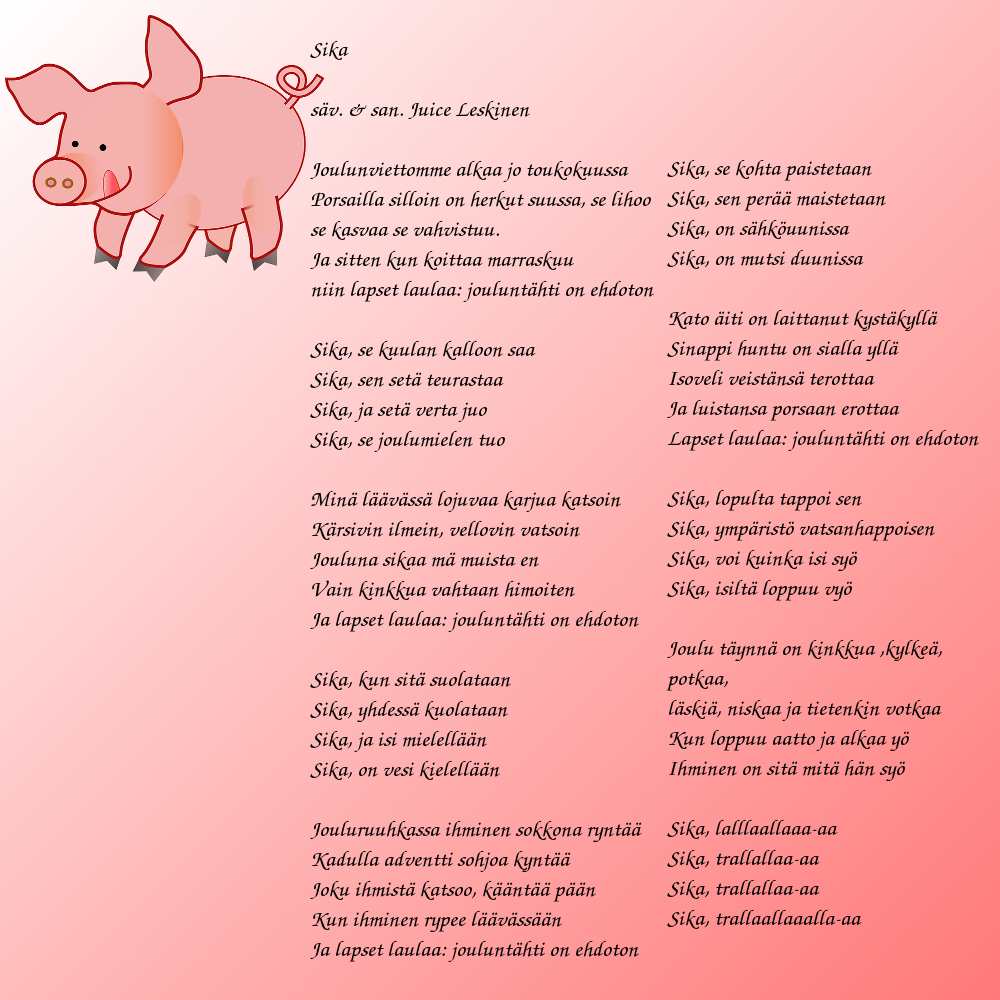 Sika
säv. & san. Juice Leskinen
Joulunviettomme alkaa jo toukokuussa
Porsailla silloin on herkut suussa, se lihoo
se kasvaa se vahvistuu.
Ja sitten kun koittaa marraskuu
niin lapset laulaa: jouluntähti on ehdoton
Sika, se kuulan kalloon saa
Sika, sen setä teurastaa
Sika, ja setä verta juo
Sika, se joulumielen tuo
Minä läävässä lojuvaa karjua katsoin
Kärsivin ilmein, vellovin vatsoin
Jouluna sikaa mä muista en
Vain kinkkua vahtaan himoiten
Ja lapset laulaa: jouluntähti on ehdoton
Sika, kun sitä suolataan
Sika, yhdessä kuolataan
Sika, ja isi mielellään
Sika, on vesi kielellään
Jouluruuhkassa ihminen sokkona ryntää
Kadulla adventti sohjoa kyntää
Joku ihmistä katsoo, kääntää pään
Kun ihminen rypee läävässään
Ja lapset laulaa: jouluntähti on ehdoton
Sika, se kohta paistetaan
Sika, sen perää maistetaan
Sika, on sähköuunissa
Sika, on mutsi duunissa
Kato äiti on laittanut kystäkyllä
Sinappi huntu on sialla yllä
Isoveli veistänsä terottaa
Ja luistansa porsaan erottaa
Lapset laulaa: jouluntähti on ehdoton
Sika, lopulta tappoi sen
Sika, ympäristö vatsanhappoisen
Sika, voi kuinka isi syö
Sika, isiltä loppuu vyö
Joulu täynnä on kinkkua ,kylkeä,
potkaa,
läskiä, niskaa ja tietenkin votkaa
Kun loppuu aatto ja alkaa yö
Ihminen on sitä mitä hän syö
Sika, lalllaallaaa-aa
Sika, trallallaa-aa
Sika, trallallaa-aa
Sika, trallaallaaalla-aa